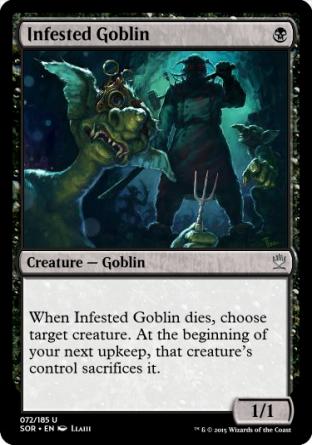 Infested Goblin
Creature — Goblin
When Infested Goblin dies, choose
target creature. At the beginning of
your next upkeep, that creature's
control sacrifices it.
1/1
072/185 U
SOR • EN Llaiii
™ & © 2015 Wizards of the Coast